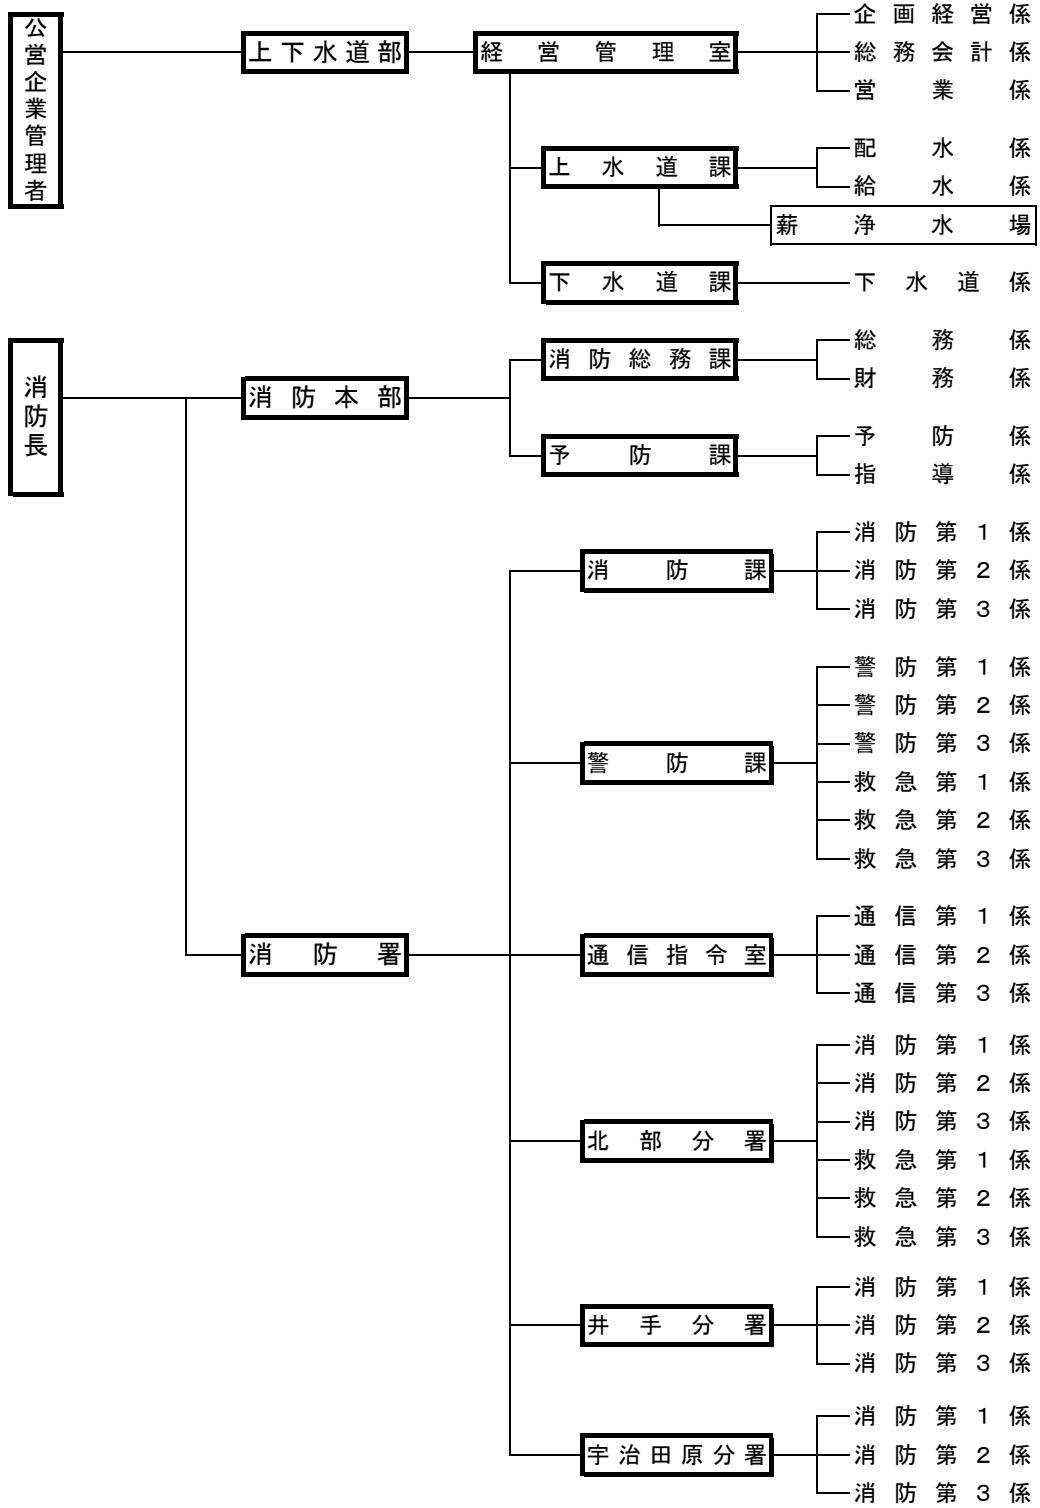 公営企業管理者
上下水道部
経営管理室
企画経営係
総務会計係
営業係
上水道課
配水係
給水係
薪浄水場
下水道課
下水道係
消防長
消防本部
消防総務課
総務係
財務係
予防課
予防係
指導係
消防署
消防課
消防第1係
消防第2係
消防第3係
警防課
警防第1係
警防第2係
警防第3係
救急第1係
救急第2係
救急第3係
通信指令室
通信第1係
通信第2係
通信第3係
北部分署
消防第1係
消防第2係
消防第3係
救急第1係
救急第2係
救急第3係
井手分署
消防第1係
消防第2係
消防第3係
宇治田原分署
消防第1係
消防第2係
消防第3係